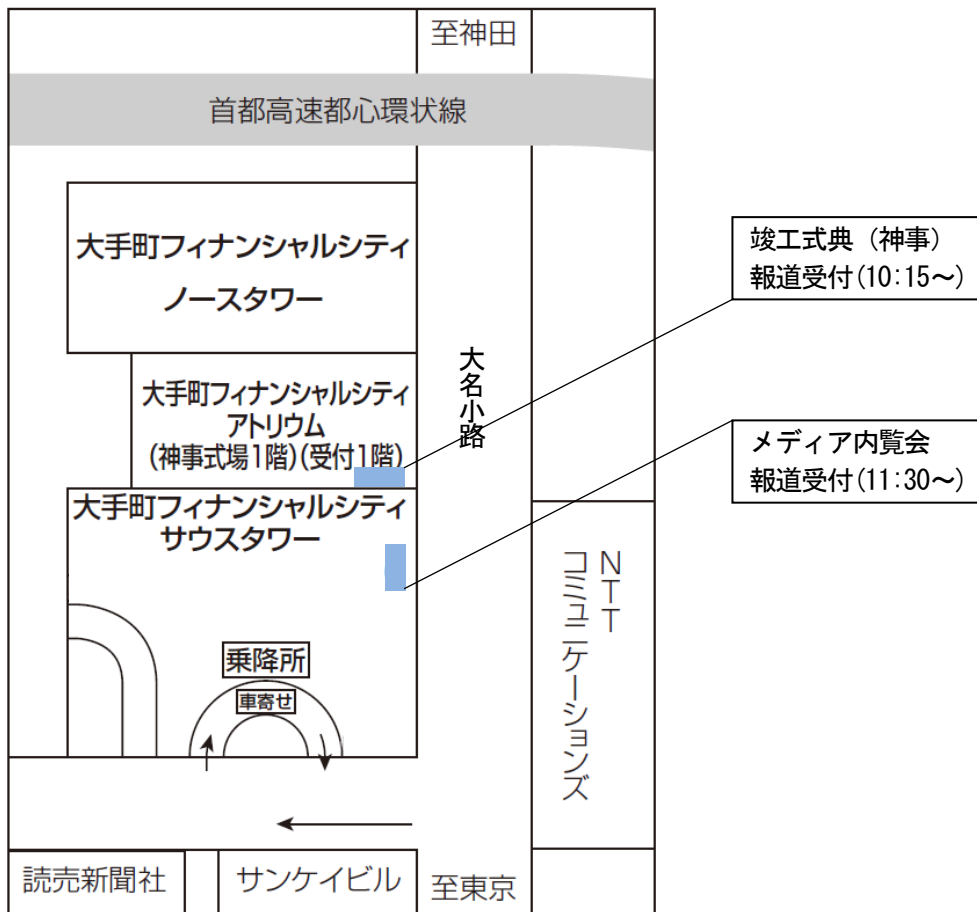 至神田
首都高速都心環状線
大手町フィナンシャルシティ
ノースタワー
竣工式典（神事）
報道受付(10:15～)
大手町フィナンシャルシティ
アトリウム
(神事式場1階)(受付1階)
大名小路
メディア内覧会
報道受付(11:30～)
大手町フィナンシャルシティ
サウスタワー
NTT
コミュニケーションズ
乗降所
車寄せ
読売新聞社
サンケイビル
至東京